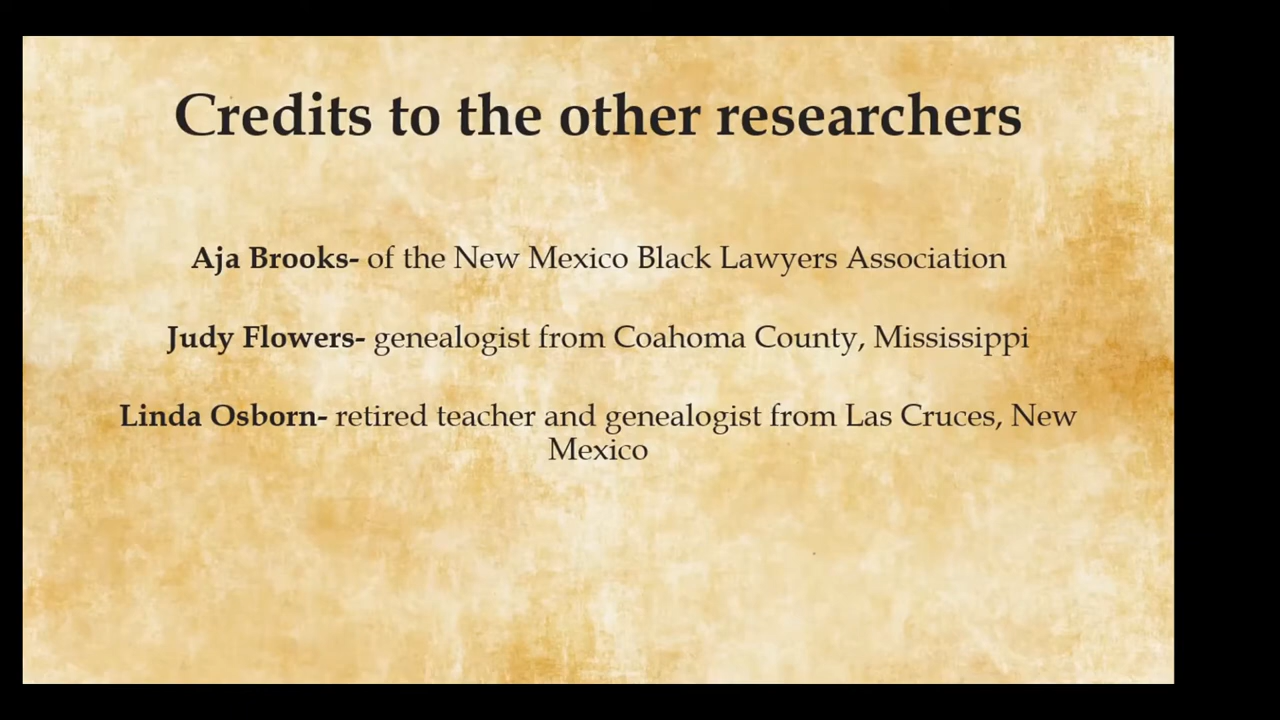 Credits to the other researchers
Aja Brooks- of the New Mexico Black Lawyers Association
Judy Flowers- genealogist from Coahoma County, Mississippi
Linda Osborn- retired teacher and genealogist from Las Cruces, New
Mexico